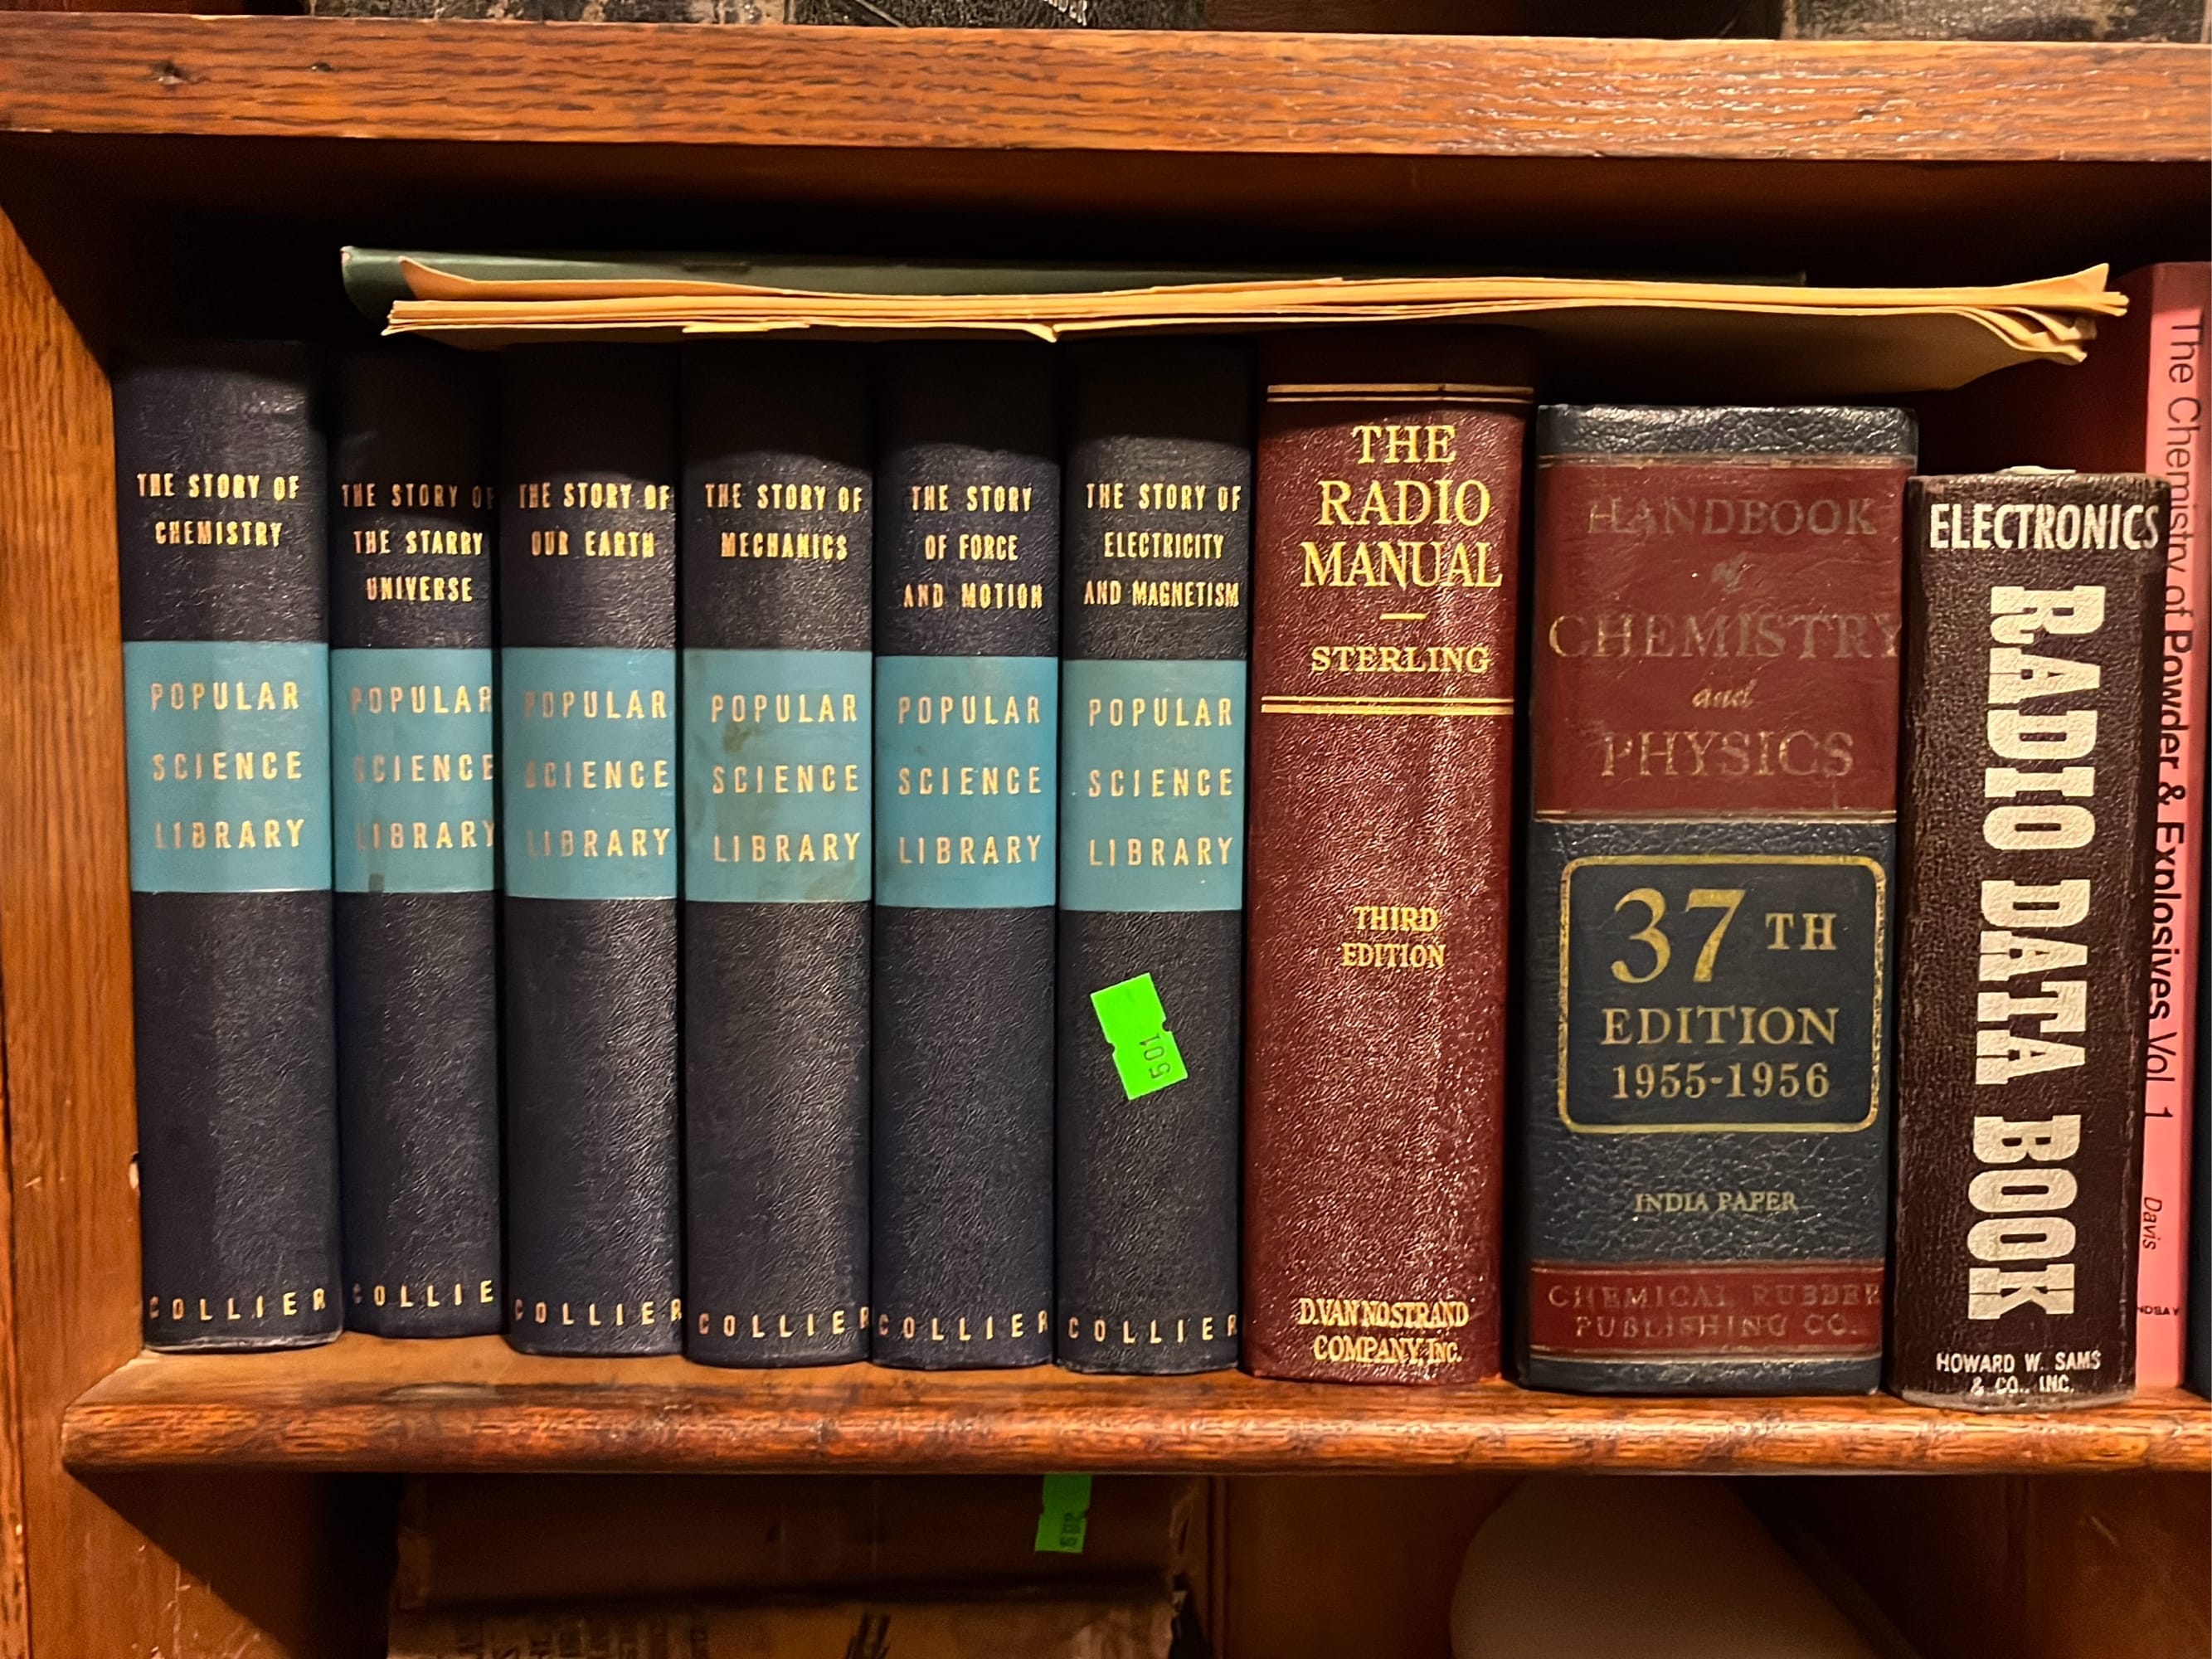 THE STORY OF
CHEMISTRY
POPULAR
SCIENCE
LIBRARY
COLLIER
THE STORY OF
THE STARRY
UNIVERSE
POPULAR
SCIENCE
LIBRARY
COLLIE
THE STORY OF
OUR EARTH
POPULAR
SCIENCE
LIBRARY
COLLIER
THE STORY OF
MECHANICS
POPULAR
SCIENCE
LIBRARY
COLLIER
THE STORY
OF FORCE
AND MOTION
POPULAR
SCIENCE
LIBRARY
COLLIER
THE STORY OF
ELECTRICITY
AND MAGNETISM
POPULAR
SCIENCE
LIBRARY
501
COLLIER
THE
RADIO
MANUAL
STERLING
THIRD
EDITION
D. VAN NOSTRAND
COMPANY, INC.
HANDBOOK
of
CHEMISTRY
and
PHYSICS
37TH
EDITION
1955-1956
INDIA PAPER
CHEMICAL RUBBER
PUBLISHING CO.
ELECTRONICS
RADIO DATA BOOK
HOWARD W. SAMS
& CO., INC.
The Chemistry of Powder & Explosives Vol. 1
Davis
NDSAY